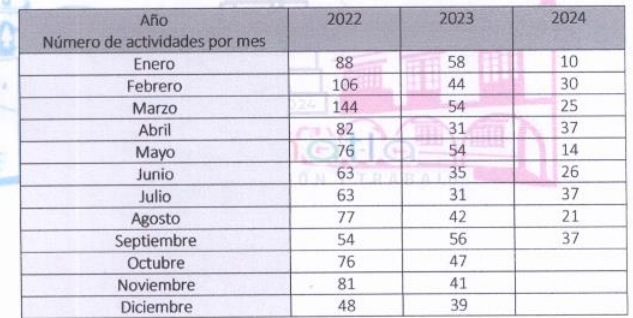 Año 2022 2023 2024
Número de actividades por mes
Enero 88 58 10
Febrero 106 44 30
Marzo 144 54 25
Abril 82 31 37
Mayo 76 54 14
Junio 63 35 26
Julio 63 31 37
Agosto 77 42 21
Septiembre 54 56 37
Octubre 76 47
Noviembre 81 41
Diciembre 48 39